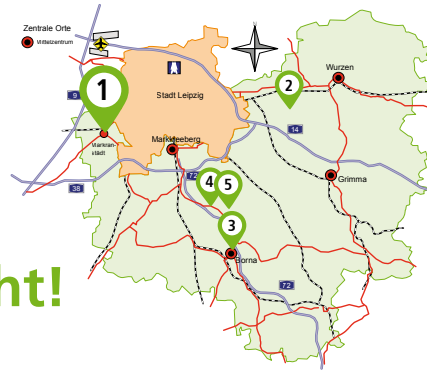 Zentrale Orte
Mittelzentrum
Wurzen
9
1
Stadt Leipzig
2
14
Markkleeberg
Markran-
städt
72
38
4
5
Grimma
3
Borna
72
ht!